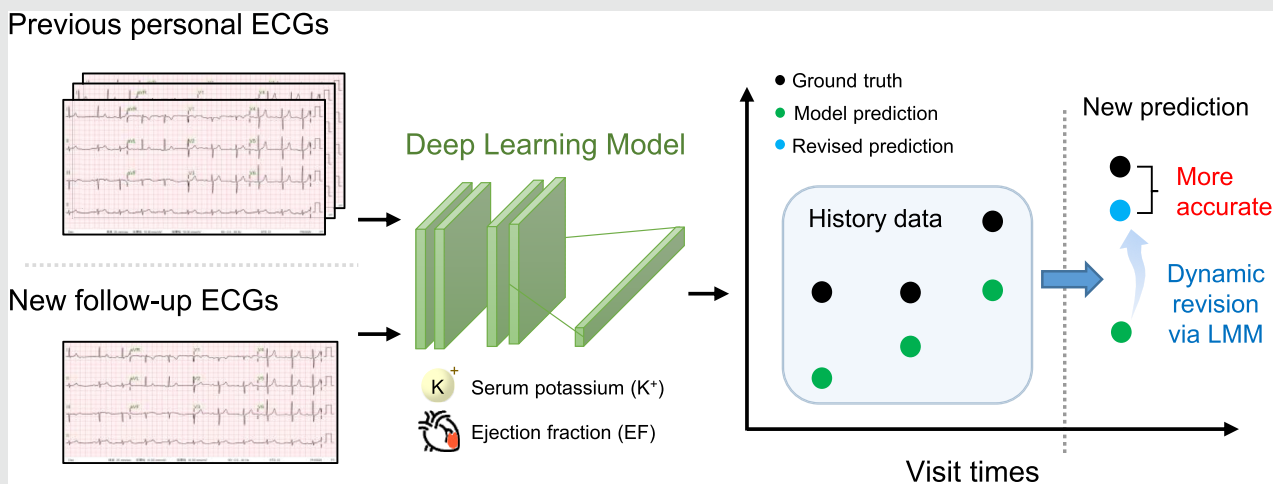 Previous personal ECGs
New follow-up ECGs
Deep Learning Model
K
+
Serum potassium (K⁺)
Ejection fraction (EF)
Ground truth
Model prediction
Revised prediction
History data
New prediction
More
accurate
Dynamic
revision
via LMM
Visit times